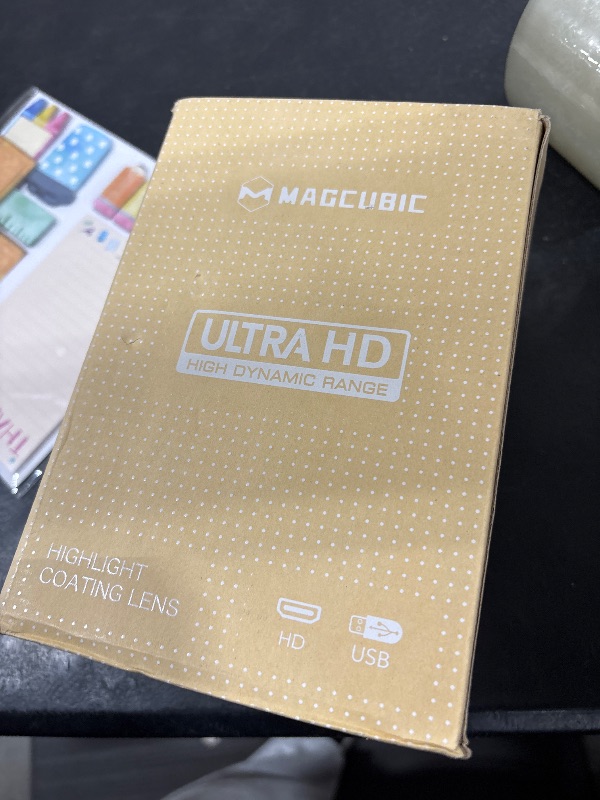 MAGCUBIC
ULTRA HD
HIGH DYNAMIC RANGE
HIGHLIGHT
COATING LENS
HD
USB